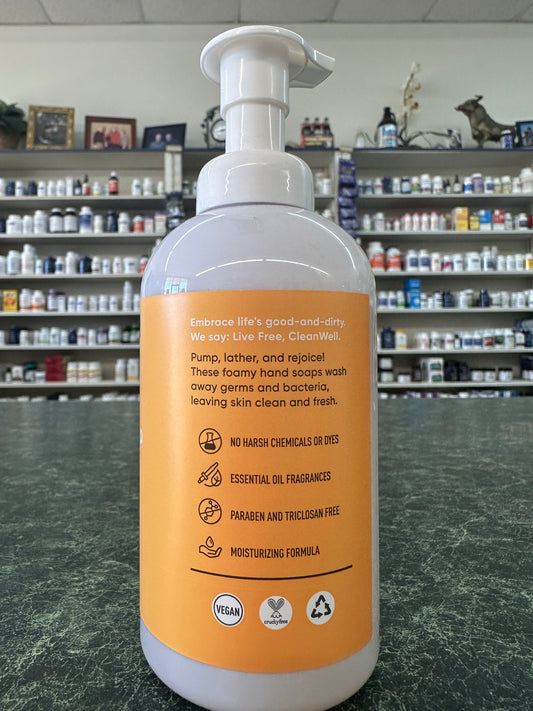 Embrace life's good-and-dirty.
We say: Live Free, CleanWell.
Pump, lather, and rejoice!
These foamy hand soaps wash
away germs and bacteria,
leaving skin clean and fresh.
NO HARSH CHEMICALS OR DYES
ESSENTIAL OIL FRAGRANCES
PARABEN AND TRICLOSAN FREE
MOISTURIZING FORMULA
VEGAN
crueltyfree